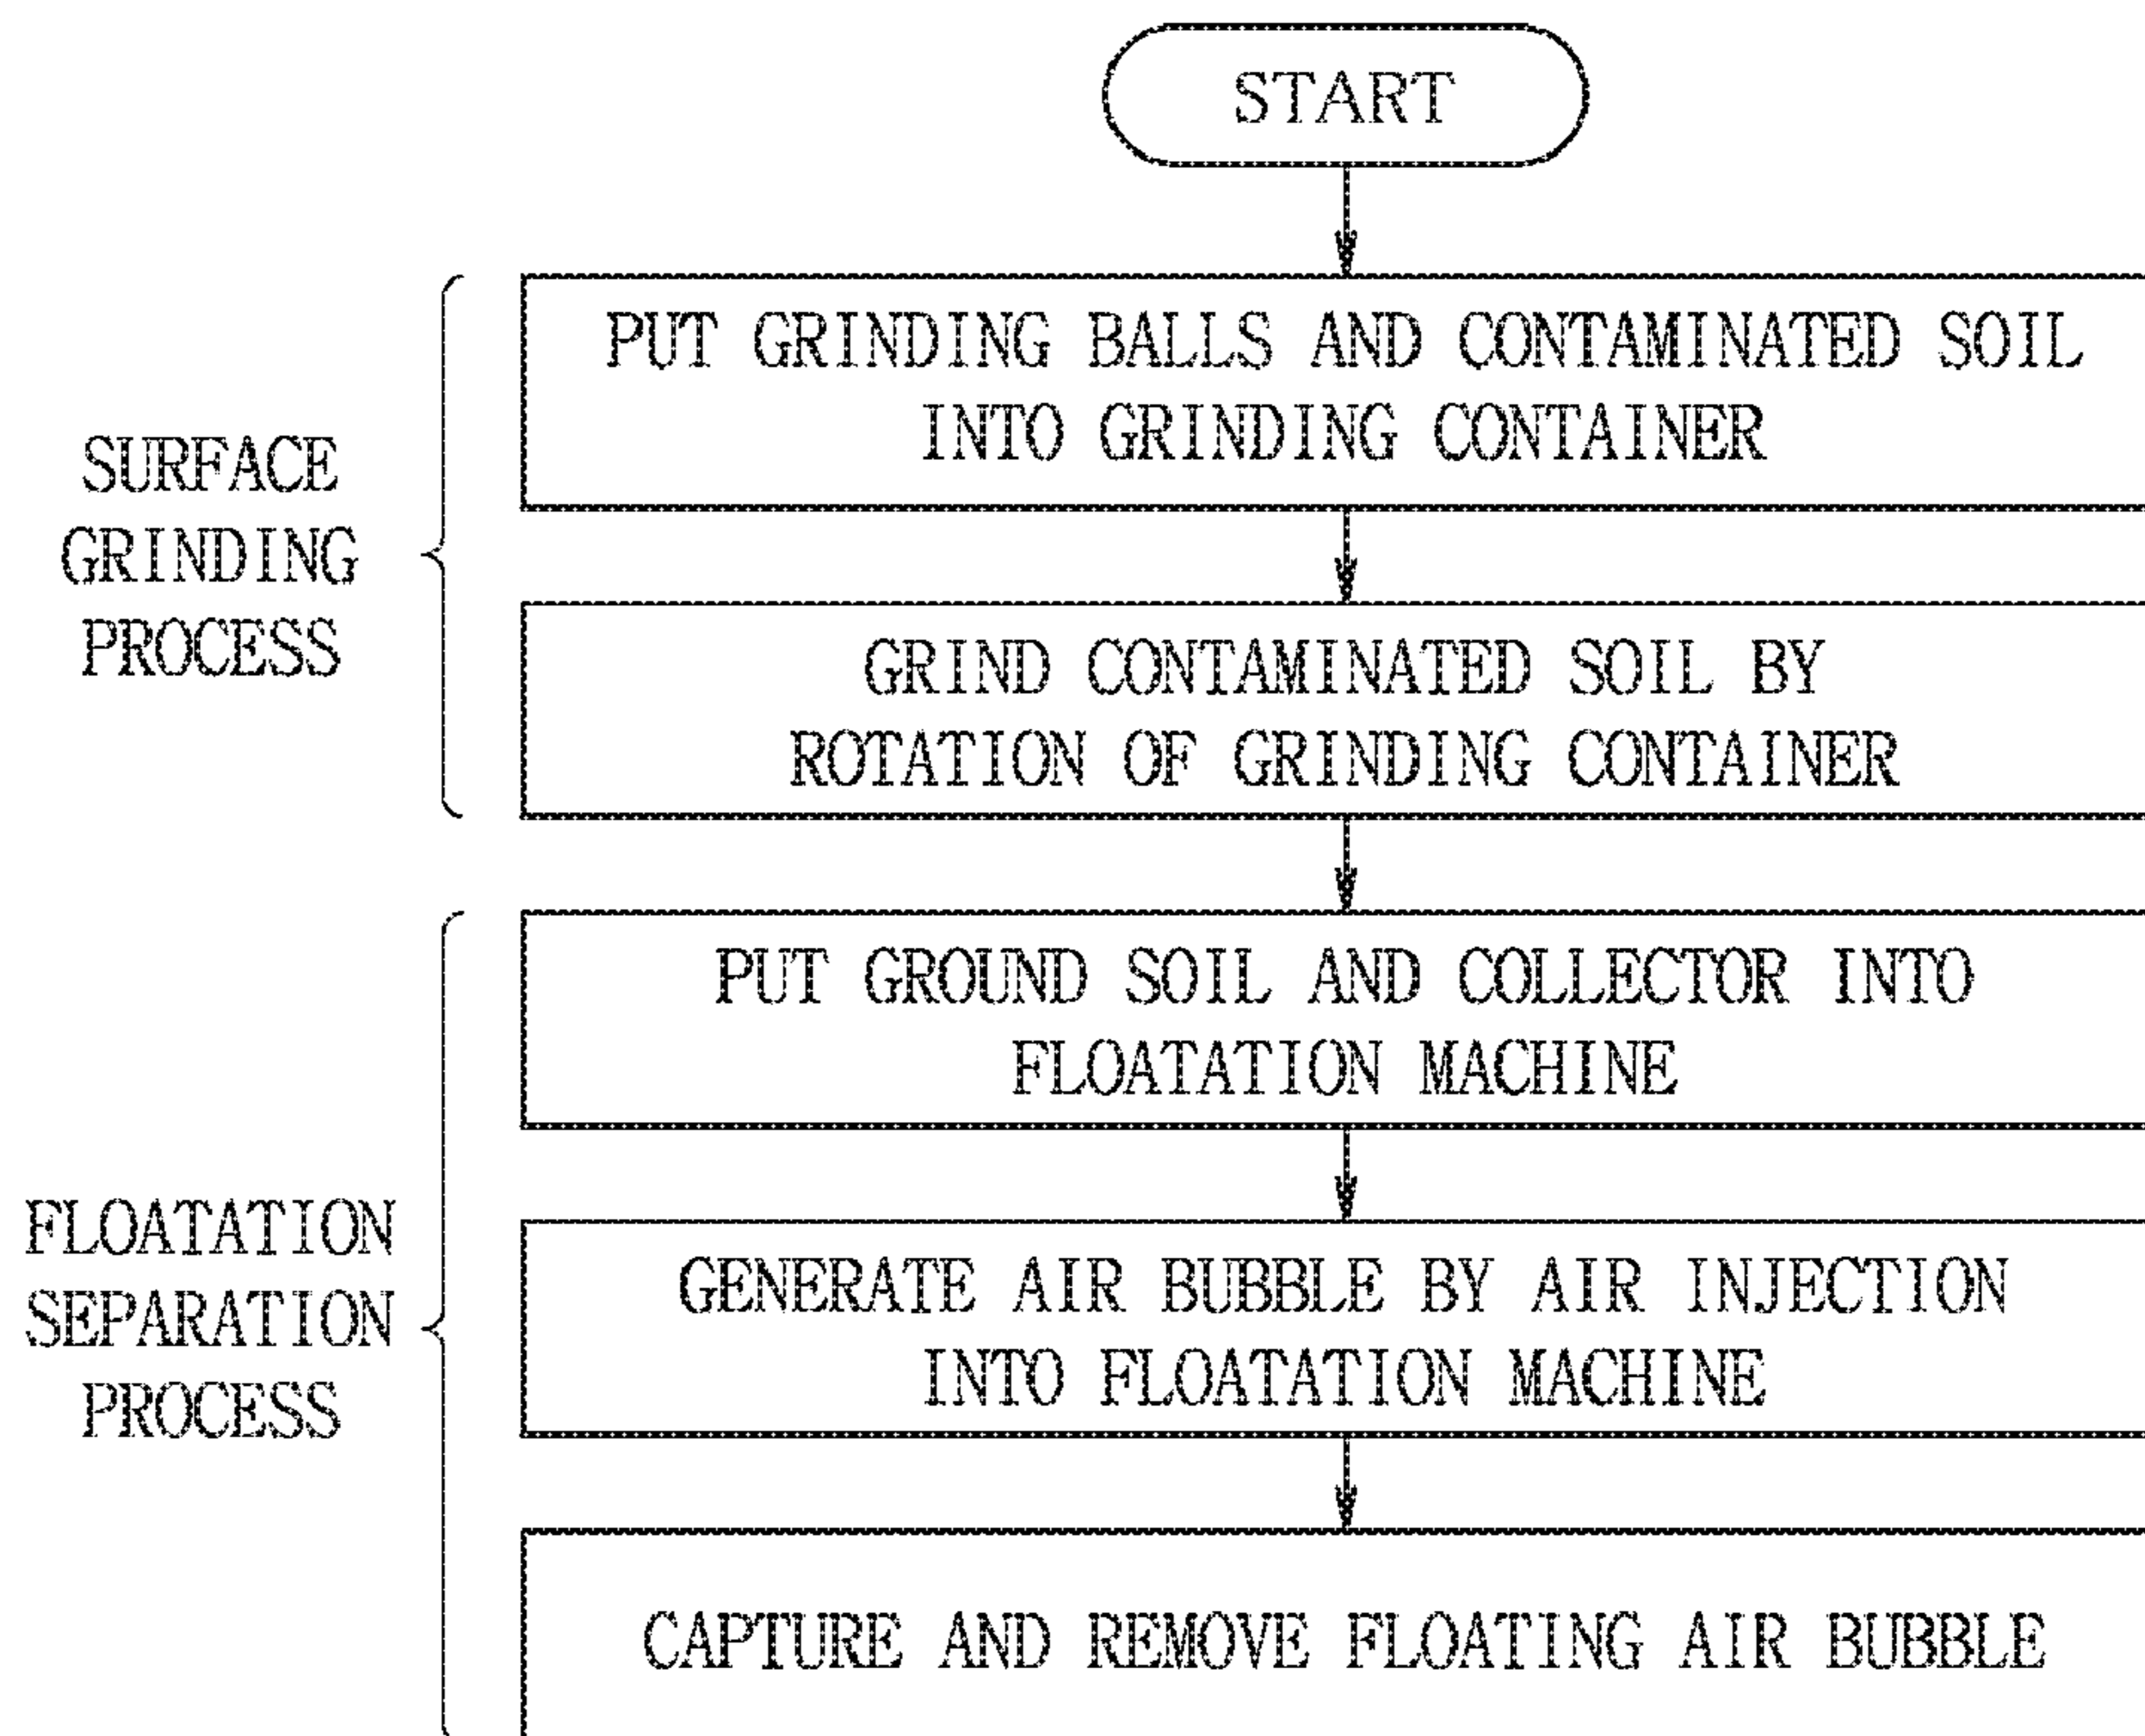 START
SURFACE
GRINDING
PROCESS
PUT GRINDING BALLS AND CONTAMINATED SOIL
INTO GRINDING CONTAINER
GRIND CONTAMINATED SOIL BY
ROTATION OF GRINDING CONTAINER
FLOATATION
SEPARATION
PROCESS
PUT GROUND SOIL AND COLLECTOR INTO
FLOATATION MACHINE
GENERATE AIR BUBBLE BY AIR INJECTION
INTO FLOATATION MACHINE
CAPTURE AND REMOVE FLOATING AIR BUBBLE